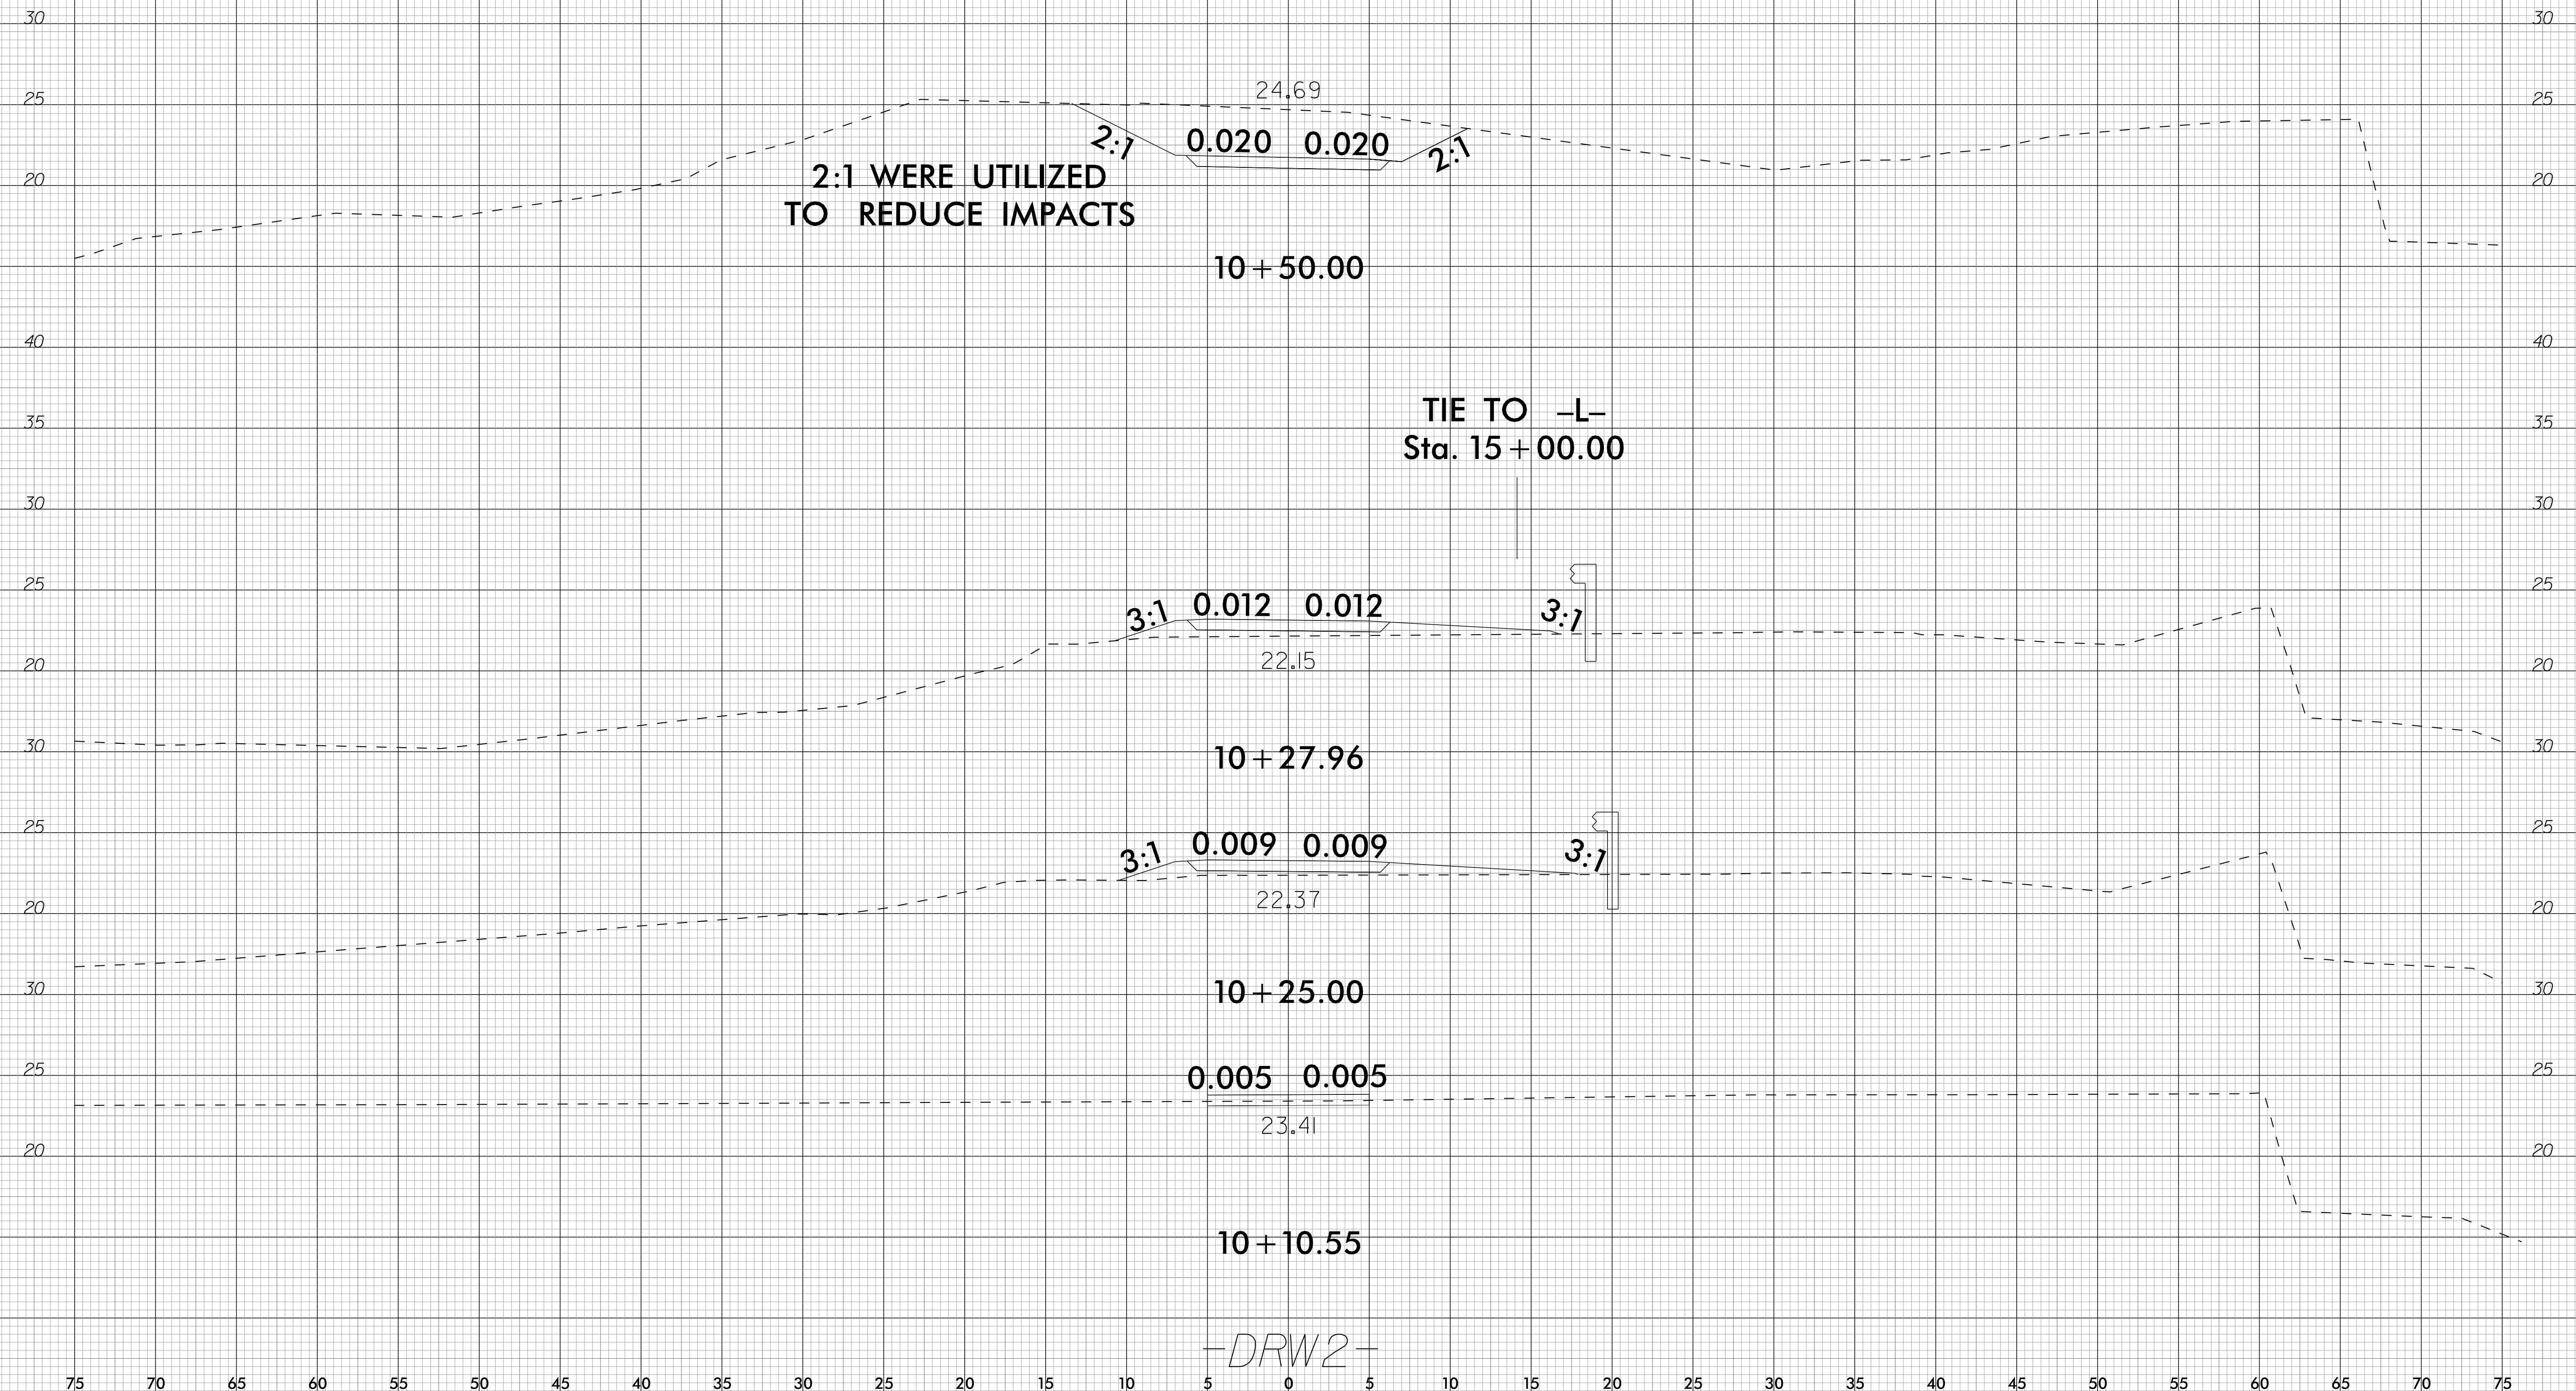 30 30
25 24.69 25
2:1 0.020 0.020 2:1
20 2:1 WERE UTILIZED 20
TO REDUCE IMPACTS
10+50.00
40 40
TIE TO -L-
35 35
Sta. 15+00.00
30 30
25 25
3:1 0.012 0.012 3:1
20 22.15 20
30 10+27.96 30
25 25
3:1 0.009 0.009 3:1
20 22.37 20
30 10+25.00 30
25 25
0.005 0.005
23.41
20 20
10+10.55
-DRW2-
75 70 65 60 55 50 45 40 35 30 25 20 15 10 5 0 5 10 15 20 25 30 35 40 45 50 55 60 65 70 75